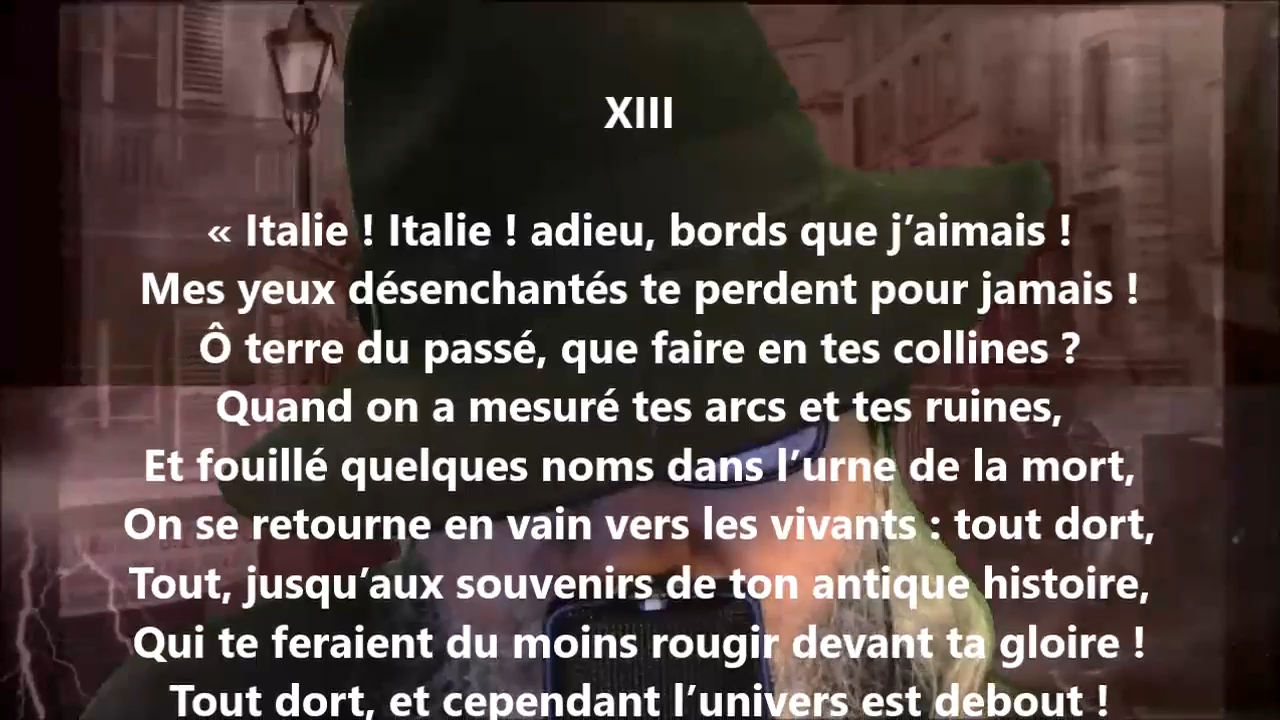 XIII
« Italie ! Italie ! adieu, bords que j’aimais !
Mes yeux désenchantés te perdent pour jamais !
Ô terre du passé, que faire en tes collines ?
Quand on a mesuré tes arcs et tes ruines,
Et fouillé quelques noms dans l’urne de la mort,
On se retourne en vain vers les vivants : tout dort,
Tout, jusqu’aux souvenirs de ton antique histoire,
Qui te feraient du moins rougir devant ta gloire !
Tout dort, et cependant l’univers est debout !